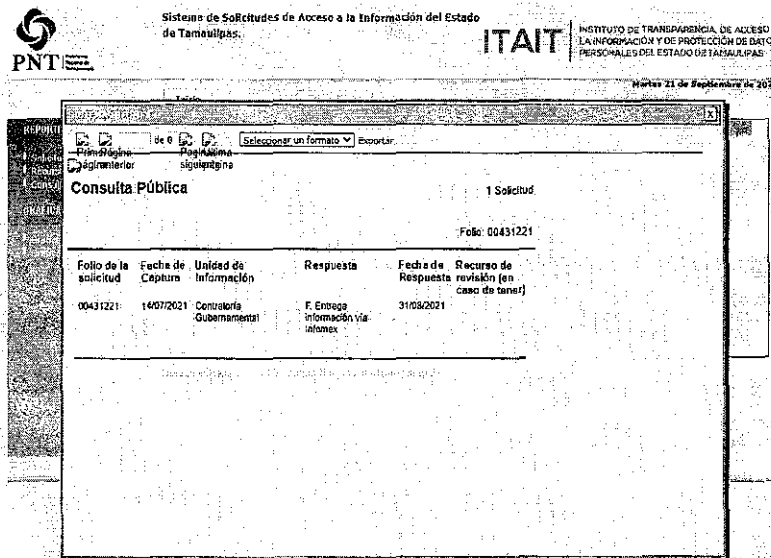 Sistema de Solicitudes de Acceso a la Información del Estado
de Tamaulipas.
PNT
ITAIT
INSTITUTO DE TRANSPARENCIA, DE ACCESO
LA INFORMACIÓN Y DE PROTECCIÓN DE DATO
PERSONALES DEL ESTADO DE TAMAULIPAS
Martes 21 de Septiembre de 202
Inicio
REPORT
x
de 0
Seleccionar un formato
Exportar
Consulta Pública
1 Solicitud
Folio: 00431221
Folio de la solicitud
Fecha de Captura
Unidad de Información
Respuesta
Fecha de Respuesta
Recurso de revisión (en caso de tener)
00431221
14/07/2021
Contraloría Gubernamental
F. Entrega información vía Infomex
31/08/2021